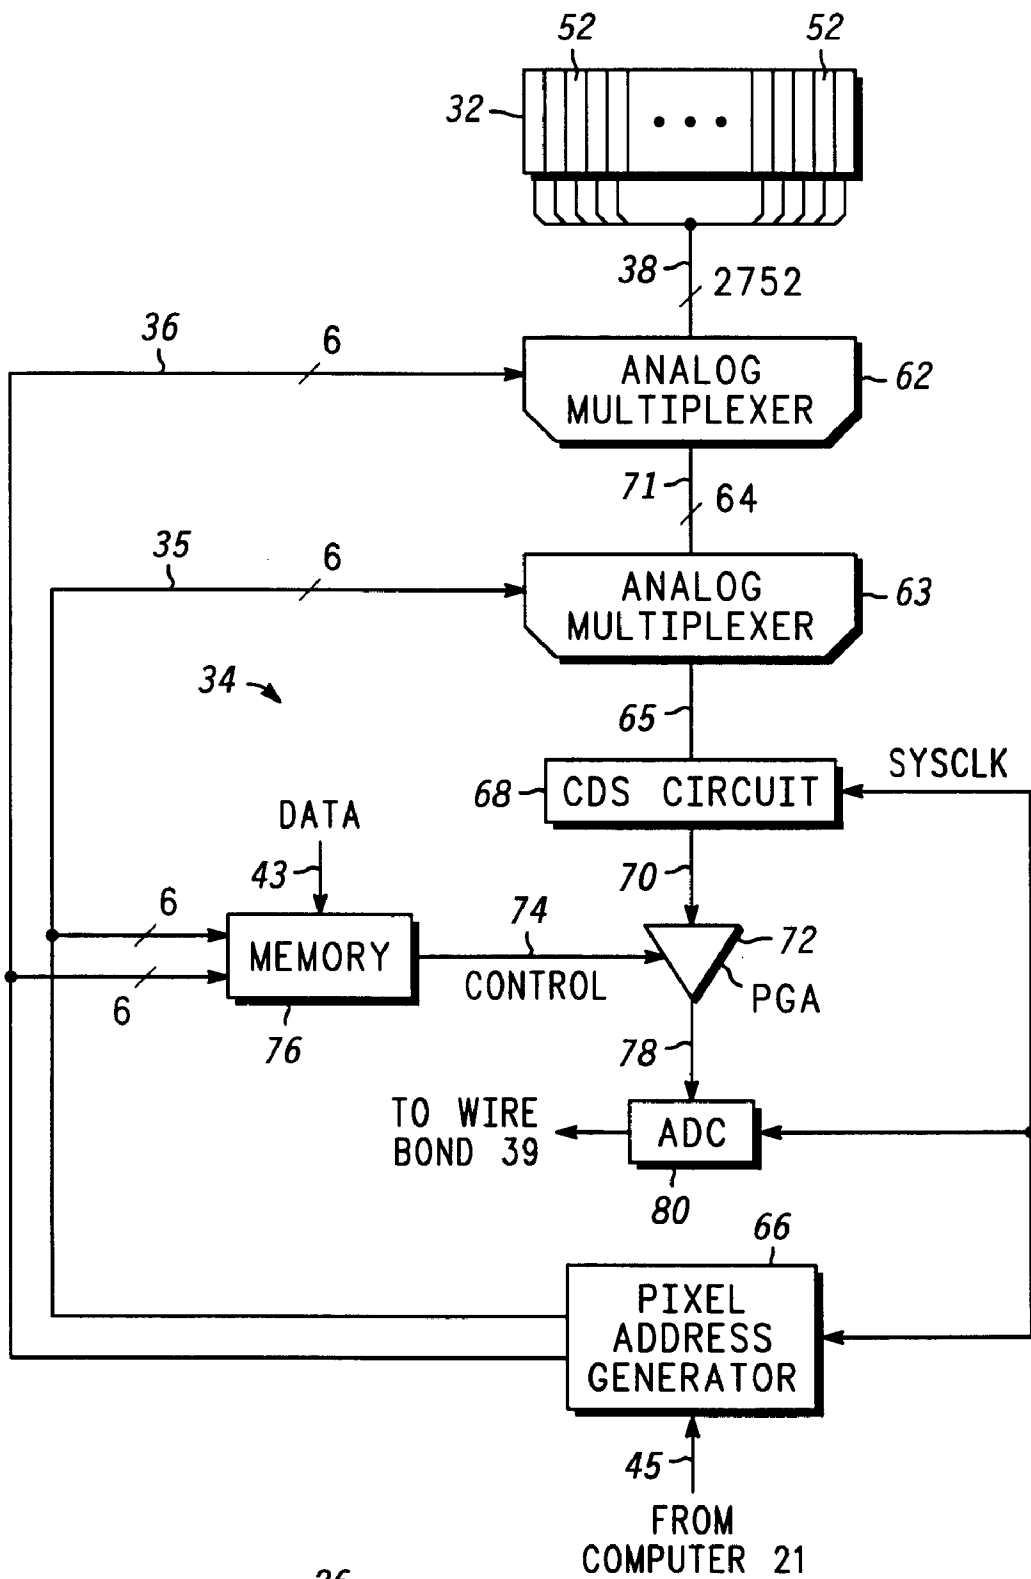 52 52
32
38
2752
36
6
ANALOG
MULTIPLEXER
62
71
64
35
6
ANALOG
MULTIPLEXER
63
34
65
SYSCLK
68
CDS CIRCUIT
DATA
43
70
6
74
72
MEMORY
CONTROL
PGA
6
76
78
TO WIRE
BOND 39
ADC
80
66
PIXEL
ADDRESS
GENERATOR
45
FROM
COMPUTER 21